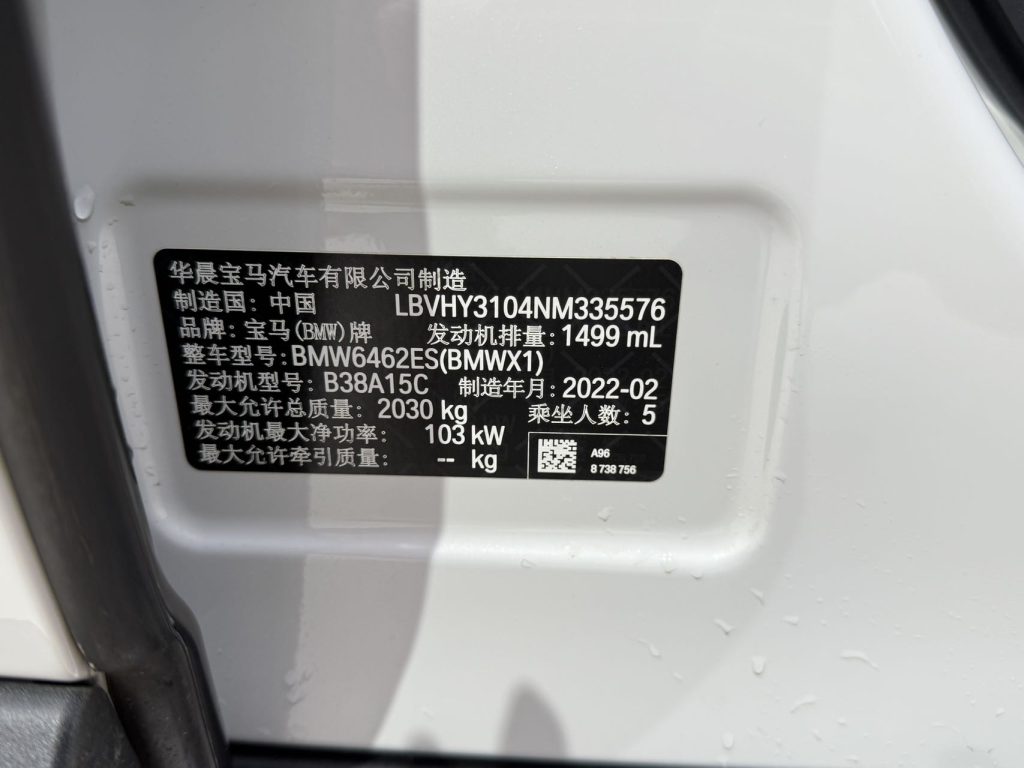 华晨宝马汽车有限公司制造
制造国：中国 LBVHY3104NM335576
品牌：宝马(BMW)牌 发动机排量：1499 mL
整车型号：BMW6462ES(BMWX1)
发动机型号：B38A15C 制造年月：2022-02
最大允许总质量：2030 kg 乘坐人数：5
发动机最大净功率：103 kW
最大允许牵引质量：-- kg
A96
8 738 756